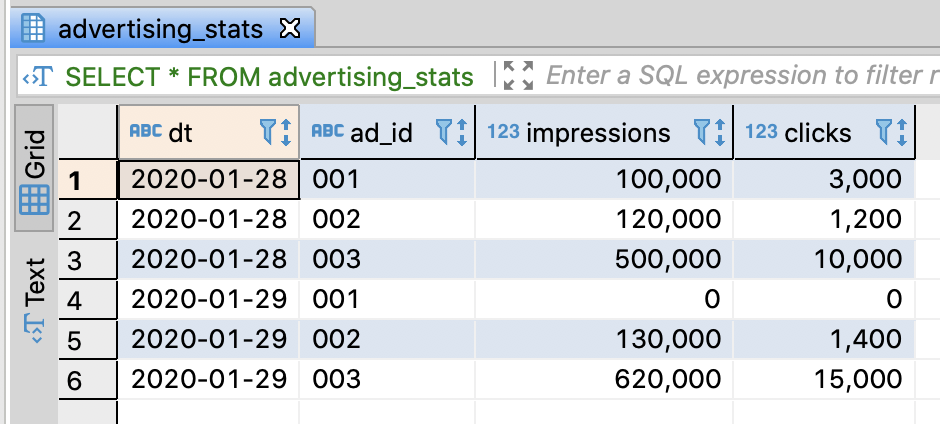 advertising_stats
SELECT * FROM advertising_stats Enter a SQL expression to filter r
Grid
Text
ABC dt ABC ad_id 123 impressions 123 clicks
1 2020-01-28 001 100,000 3,000
2 2020-01-28 002 120,000 1,200
3 2020-01-28 003 500,000 10,000
4 2020-01-29 001 0 0
5 2020-01-29 002 130,000 1,400
6 2020-01-29 003 620,000 15,000